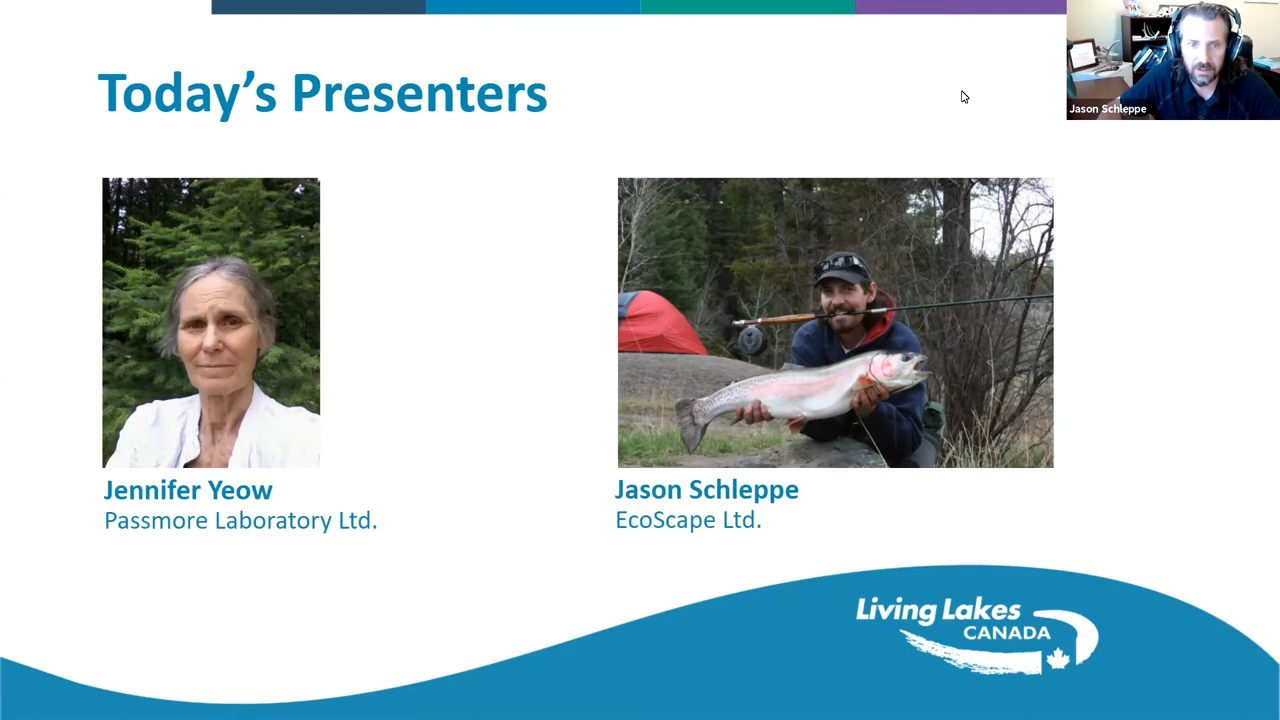 Today's Presenters
Jason Schleppe
Jennifer Yeow
Passmore Laboratory Ltd.
Jason Schleppe
EcoScape Ltd.
Living Lakes
CANADA